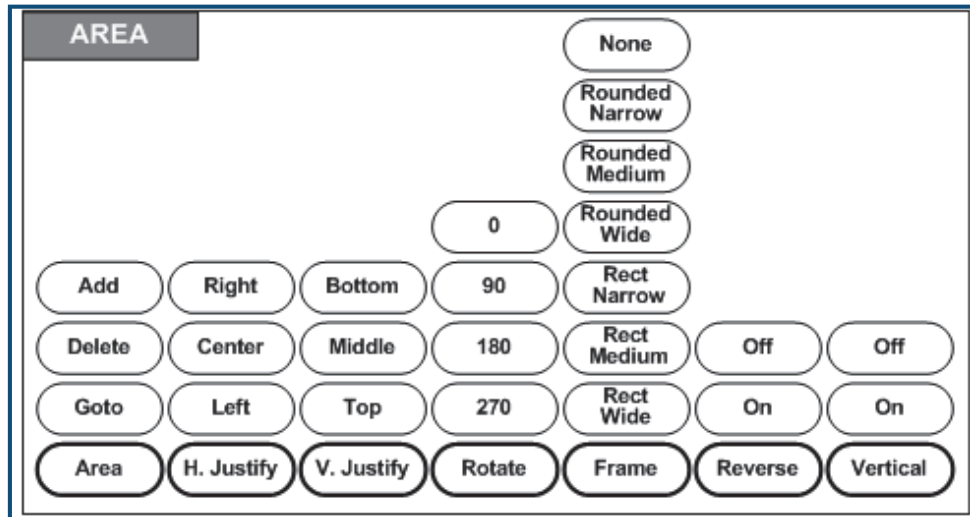 AREA
None
Rounded
Narrow
Rounded
Medium
0
Rounded
Wide
Add
Right
Bottom
90
Rect
Narrow
Delete
Center
Middle
180
Rect
Medium
Off
Off
Goto
Left
Top
270
Rect
Wide
On
On
Area
H. Justify
V. Justify
Rotate
Frame
Reverse
Vertical